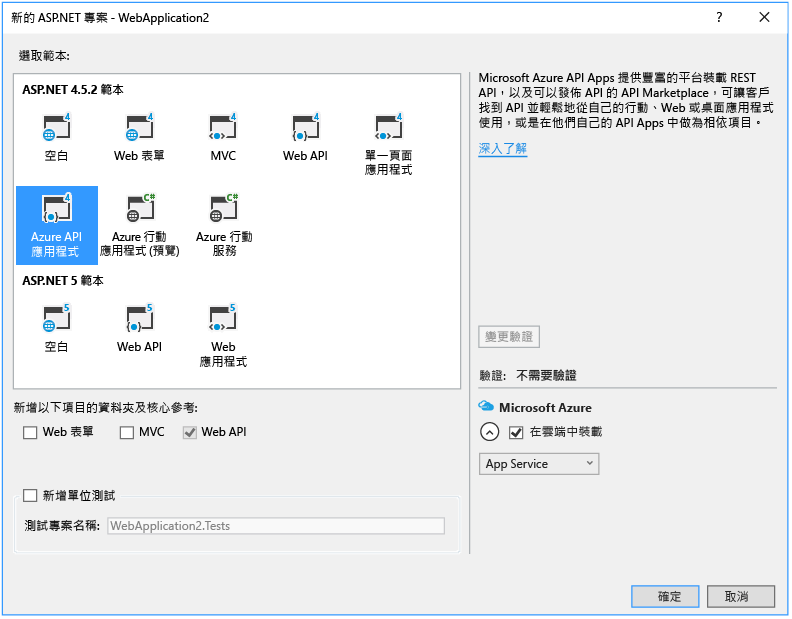 新的 ASP.NET 專案 - WebApplication2
?
選取範本:
ASP.NET 4.5.2 範本
4
空白
4
Web 表單
4
MVC
4
Web API
4
單一頁面
應用程式
4
Azure API
應用程式
C#
Azure 行動
應用程式 (預覽)
C#
Azure 行動
服務
ASP.NET 5 範本
5
空白
5
Web API
5
Web
應用程式
新增以下項目的資料夾及核心參考:
Web 表單
MVC
Web API
新增單位測試
測試專案名稱:
WebApplication2.Tests
Microsoft Azure API Apps 提供豐富的平台裝載 REST
API，以及可以發佈 API 的 API Marketplace，可讓客戶
找到 API 並輕鬆地從自己的行動、Web 或桌面應用程式
使用，或是在他們自己的 API Apps 中做為相依項目。
深入了解
變更驗證
驗證: 不需要驗證
Microsoft Azure
在雲端中裝載
App Service
確定
取消